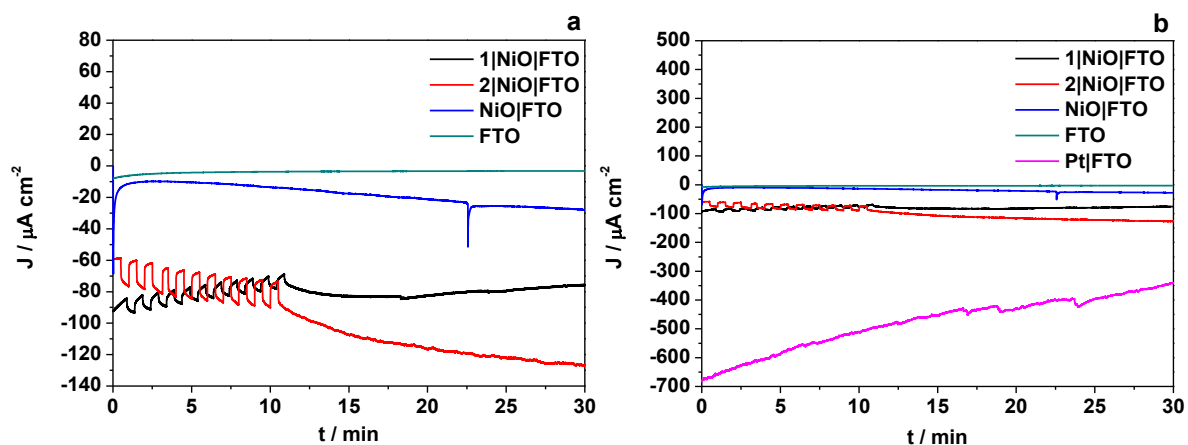 a
1|NiO|FTO
2|NiO|FTO
NiO|FTO
FTO
80
60
40
20
0
-20
-40
-60
-80
-100
-120
-140
J / µA cm-2
0 5 10 15 20 25 30
t / min
b
1|NiO|FTO
2|NiO|FTO
NiO|FTO
FTO
Pt|FTO
500
400
300
200
100
0
-100
-200
-300
-400
-500
-600
-700
J / µA cm-2
0 5 10 15 20 25 30
t / min